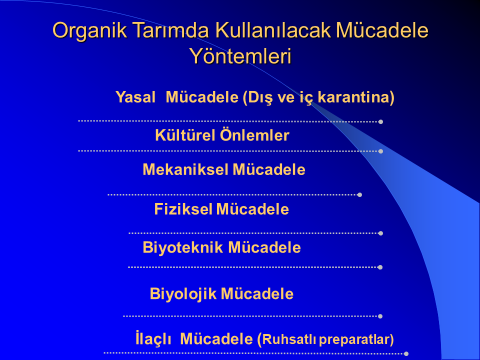 Organik Tarımda Kullanılacak Mücadele
Yöntemleri
Yasal Mücadele (Dış ve iç karantina)
Kültürel Önlemler
Mekaniksel Mücadele
Fiziksel Mücadele
Biyoteknik Mücadele
Biyolojik Mücadele
İlaçlı Mücadele (Ruhsatlı preparatlar)